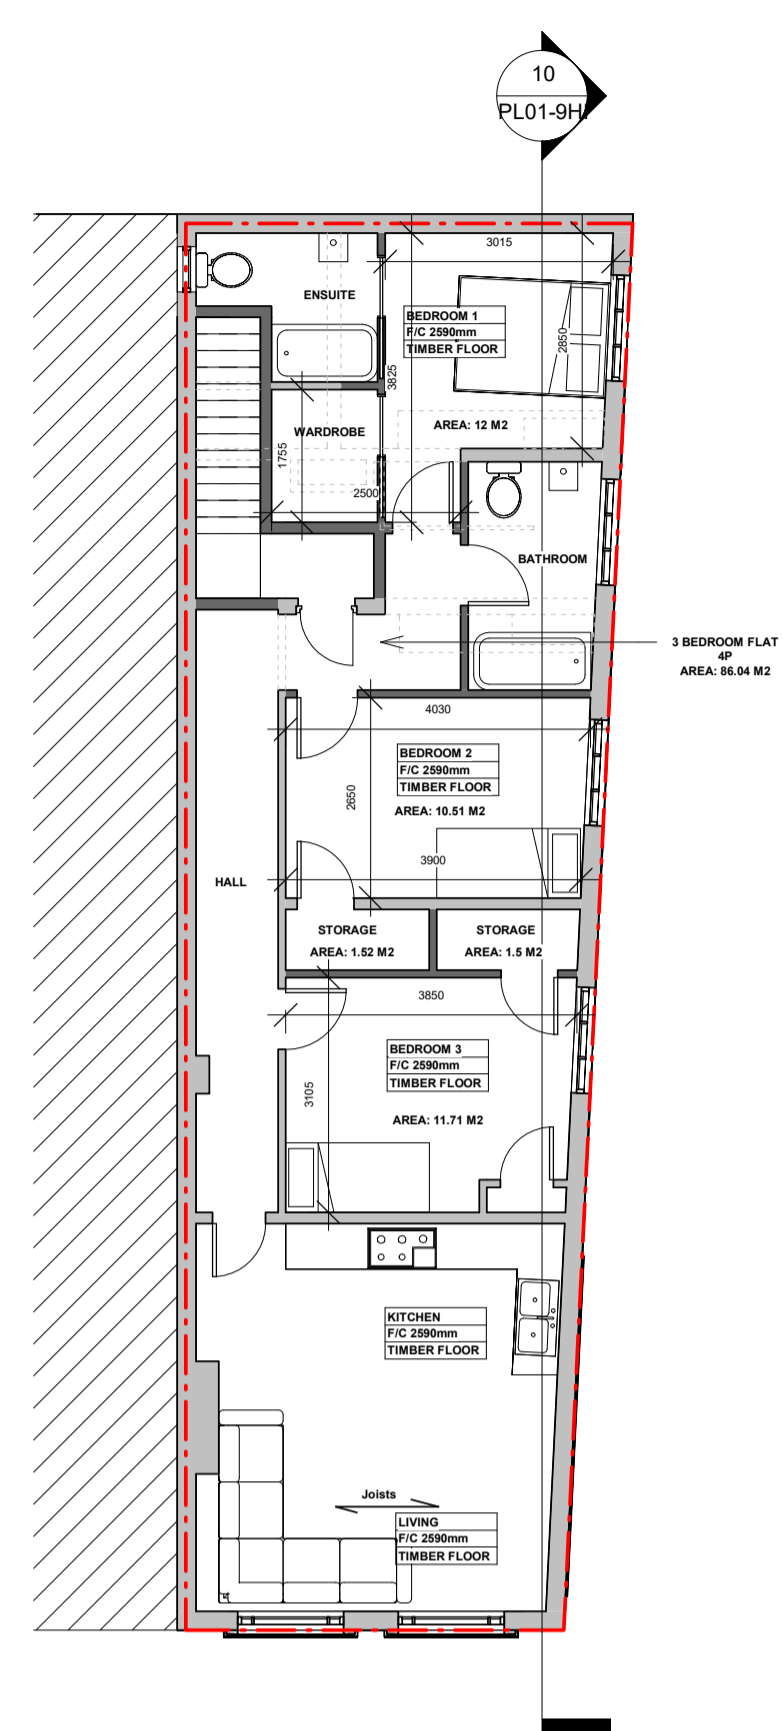 10
PL01-9H
3015
ENSUITE
BEDROOM 1
F/C 2590mm
TIMBER FLOOR
2850
3825
AREA: 12 M2
WARDROBE
1755
2500
BATHROOM
3 BEDROOM FLAT
4P
AREA: 86.04 M2
4030
BEDROOM 2
F/C 2590mm
TIMBER FLOOR
2650
AREA: 10.51 M2
3900
HALL
STORAGE
AREA: 1.52 M2
STORAGE
AREA: 1.5 M2
3850
BEDROOM 3
F/C 2590mm
TIMBER FLOOR
3105
AREA: 11.71 M2
KITCHEN
F/C 2590mm
TIMBER FLOOR
Joists
LIVING
F/C 2590mm
TIMBER FLOOR